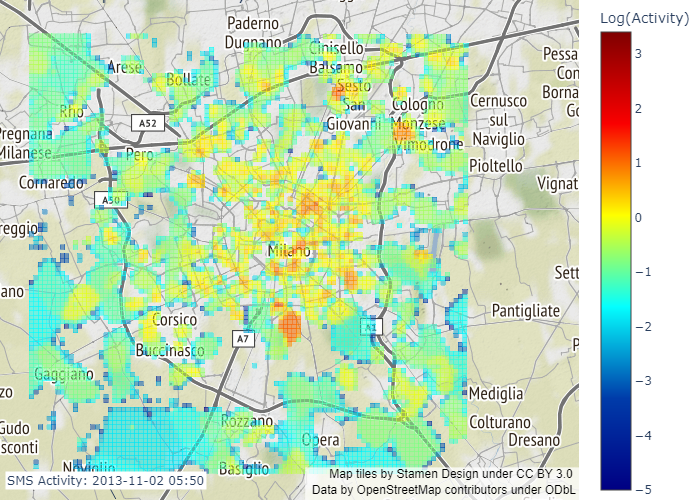 Paderno
Dugnano
Cinisello
Balsamo
Log(Activity)
Pessa
Con
Borna
Go
Arese
Bollate
Sesto
San
Giovanni
Cologno
Monzese
Cernusco
sul
Naviglio
Rho
A52
Vimodrone
Pregnana
Milanese
Pero
Pioltello
Cornaredo
A50
Vignat
reggio
Milano
Sett
ano
Corsico
A7
A1
Pantigliate
Buccinasco
P
Gaggiano
zo
Mediglia
Rozzano
Colturano
Gudo
sconti
Opera
Dresano
Noviglio
Basiglio
SMS Activity: 2013-11-02 05:50
Map tiles by Stamen Design under CC BY 3.0
Data by OpenStreetMap contributors under ODbL
3
2
1
0
−1
−2
−3
−4
−5